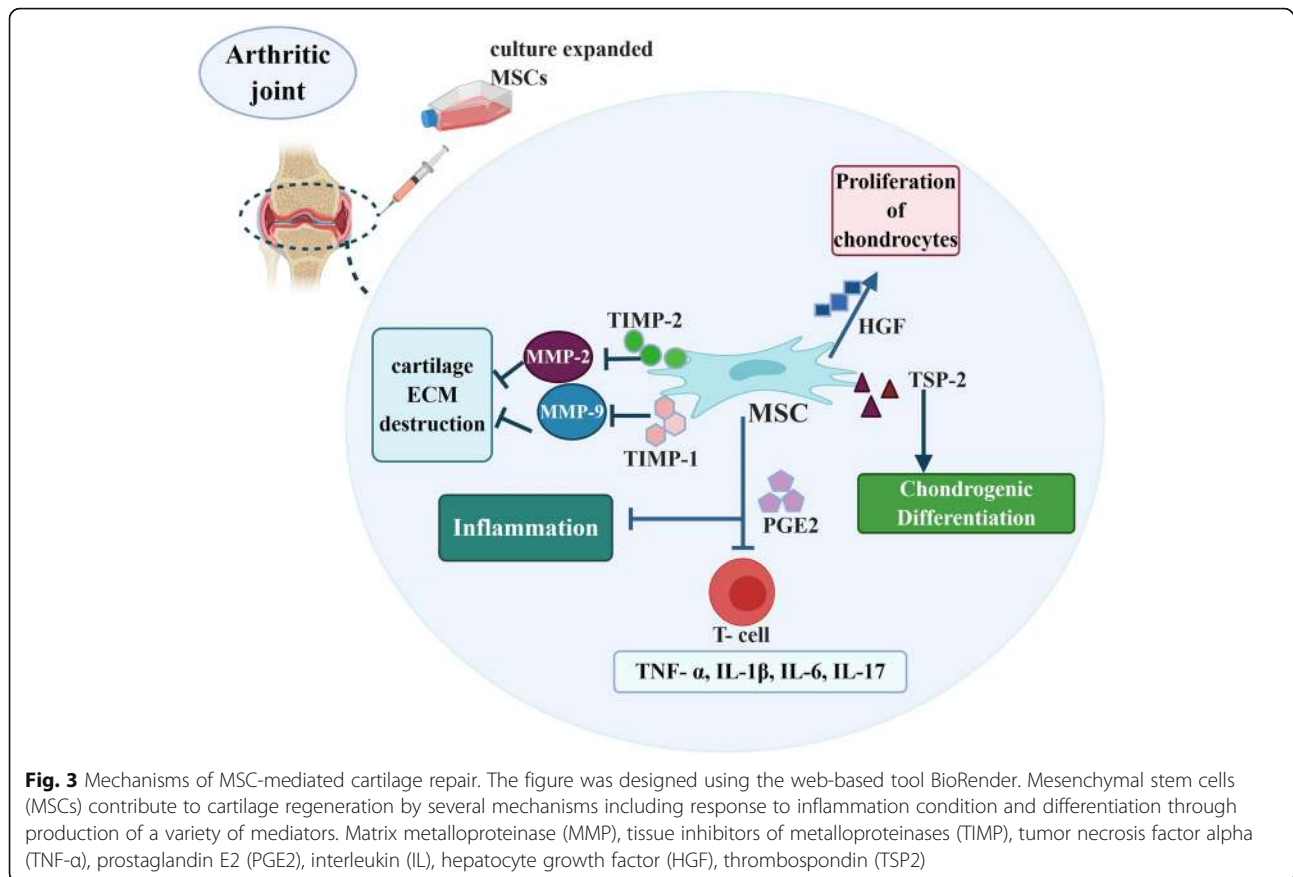 Arthritic
joint
culture expanded
MSCs
Proliferation
of
chondrocytes
HGF
TIMP-2
MMP-2
cartilage
ECM
destruction
MMP-9
TIMP-1
MSC
TSP-2
Chondrogenic
Differentiation
PGE2
Inflammation
T- cell
TNF- α, IL-1β, IL-6, IL-17
Fig. 3 Mechanisms of MSC-mediated cartilage repair. The figure was designed using the web-based tool BioRender. Mesenchymal stem cells
(MSCs) contribute to cartilage regeneration by several mechanisms including response to inflammation condition and differentiation through
production of a variety of mediators. Matrix metalloproteinase (MMP), tissue inhibitors of metalloproteinases (TIMP), tumor necrosis factor alpha
(TNF-α), prostaglandin E2 (PGE2), interleukin (IL), hepatocyte growth factor (HGF), thrombospondin (TSP2)